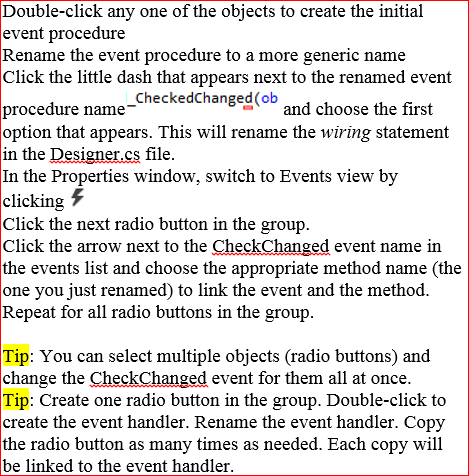 Double-click any one of the objects to create the initial
event procedure
Rename the event procedure to a more generic name
Click the little dash that appears next to the renamed event
procedure name _CheckedChanged(ob and choose the first
option that appears. This will rename the wiring statement
in the Designer.cs file.
In the Properties window, switch to Events view by
clicking
Click the next radio button in the group.
Click the arrow next to the CheckChanged event name in
the events list and choose the appropriate method name (the
one you just renamed) to link the event and the method.
Repeat for all radio buttons in the group.
Tip: You can select multiple objects (radio buttons) and
change the CheckChanged event for them all at once.
Tip: Create one radio button in the group. Double-click to
create the event handler. Rename the event handler. Copy
the radio button as many times as needed. Each copy will
be linked to the event handler.